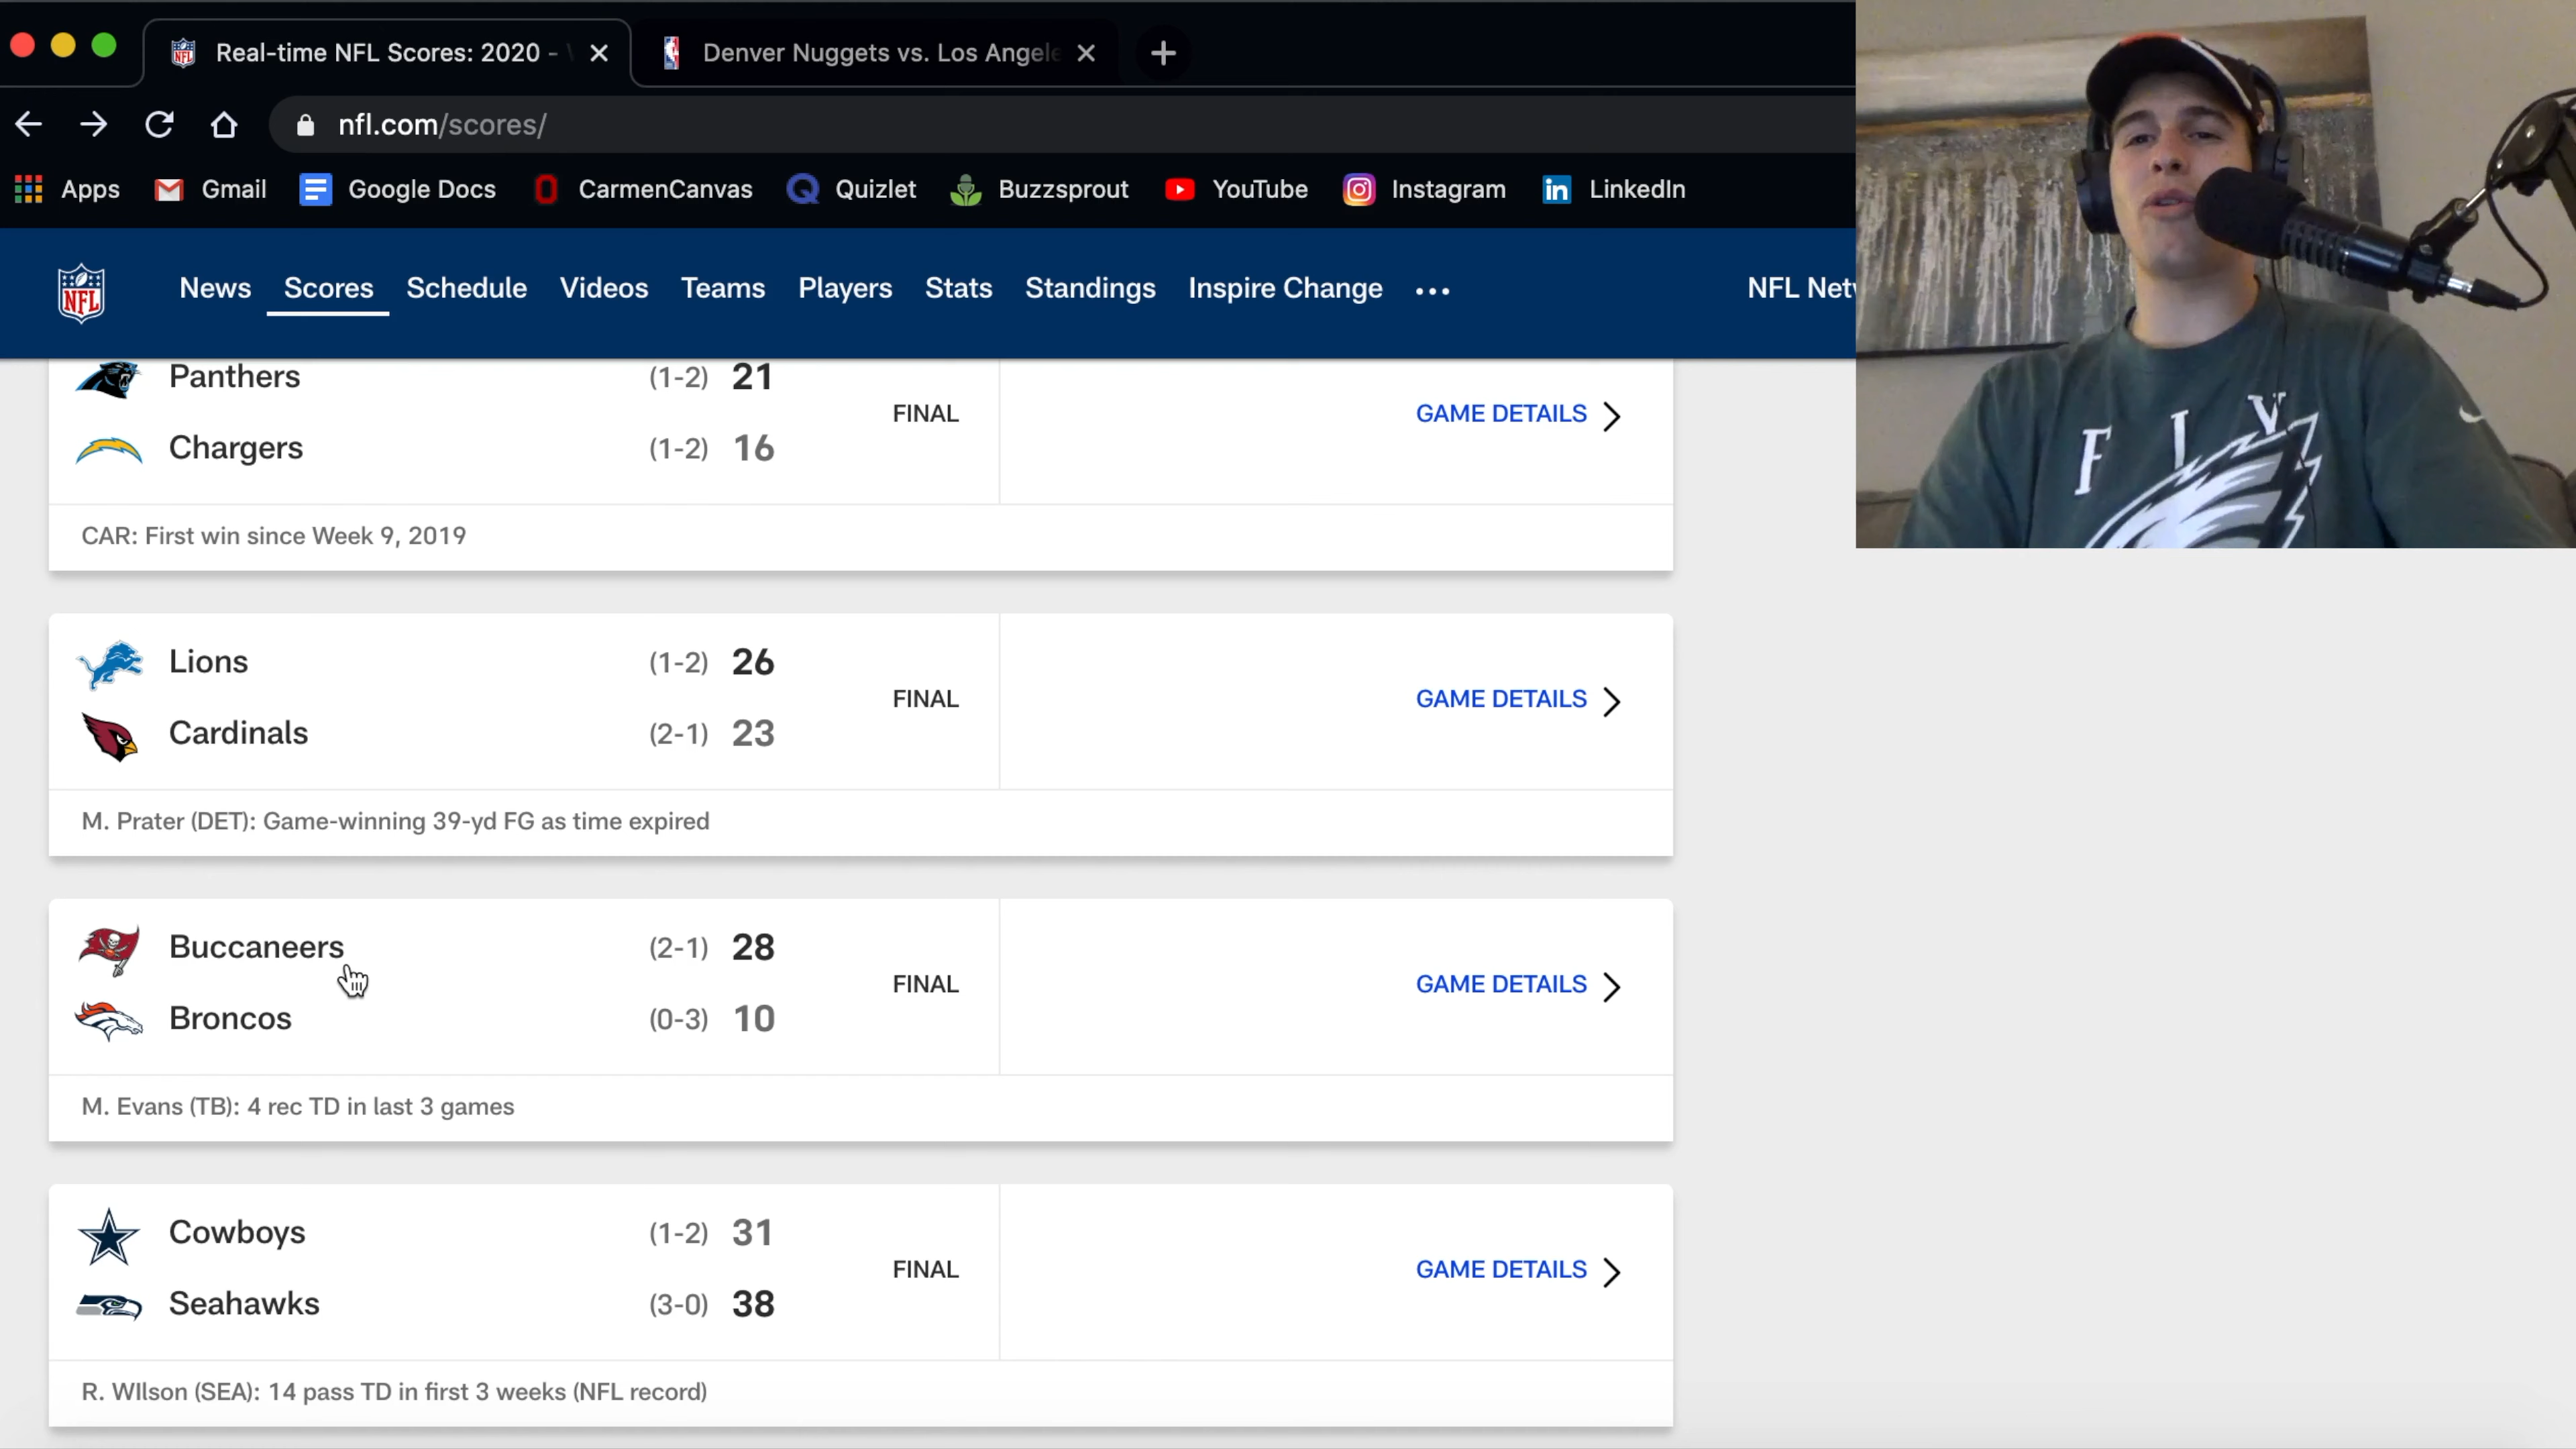 Real-time NFL Scores: 2020 -
Denver Nuggets vs. Los Angele
nfl.com/scores/
Apps Gmail Google Docs CarmenCanvas Quizlet Buzzsprout YouTube Instagram LinkedIn
NFL News Scores Schedule Videos Teams Players Stats Standings Inspire Change ... NFL Net
Panthers (1-2) 21
FINAL GAME DETAILS
Chargers (1-2) 16
CAR: First win since Week 9, 2019
Lions (1-2) 26
FINAL GAME DETAILS
Cardinals (2-1) 23
M. Prater (DET): Game-winning 39-yd FG as time expired
Buccaneers (2-1) 28
FINAL GAME DETAILS
Broncos (0-3) 10
M. Evans (TB): 4 rec TD in last 3 games
Cowboys (1-2) 31
FINAL GAME DETAILS
Seahawks (3-0) 38
R. WIlson (SEA): 14 pass TD in first 3 weeks (NFL record)
FLY